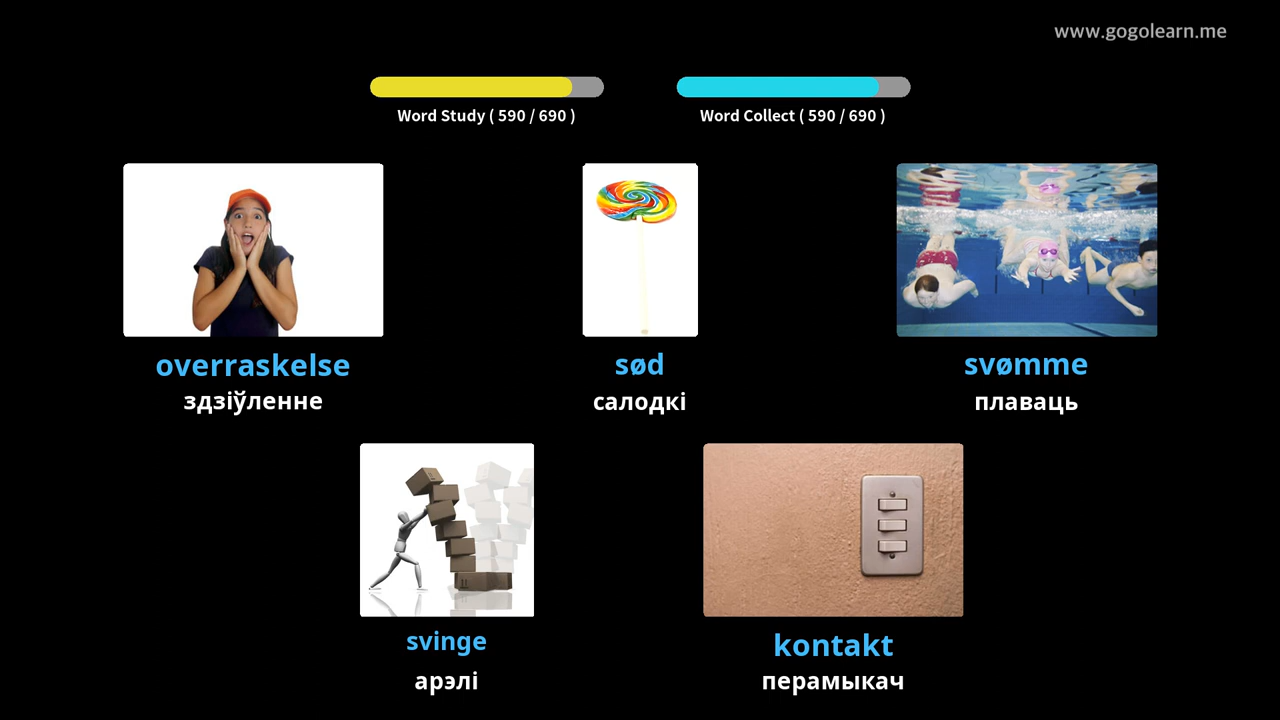 www.gogolearn.me
Word Study ( 590 / 690 )
Word Collect ( 590 / 690 )
overraskelse
здзіўленне
sød
салодкі
svømme
плаваць
svinge
арэлі
kontakt
перамыкач